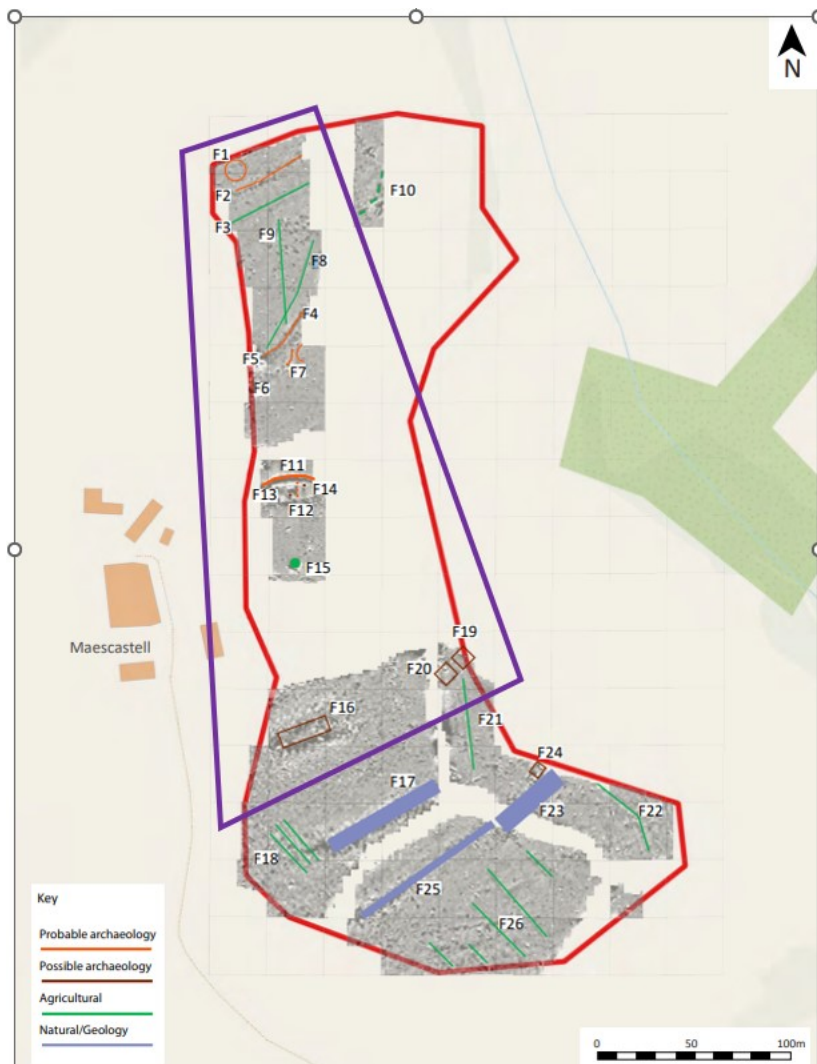 N
F1
F2
F3
F10
F9
F8
F4
F5
F7
F6
F11
F13
F14
F12
F15
Maescastell
F19
F20
F16
F21
F24
F17
F23
F22
F18
F25
F26
Key
Probable archaeology
Possible archaeology
Agricultural
Natural/Geology
0 50 100m